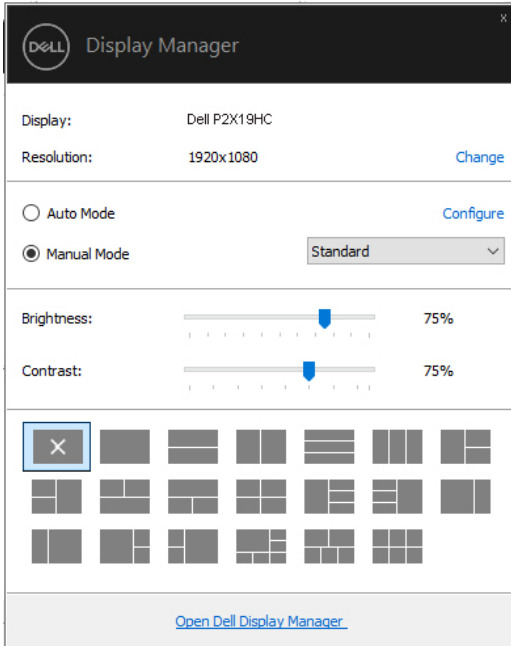 x
DELL Display Manager
Display: Dell P2X19HC
Resolution: 1920x1080 Change
Auto Mode Configure
Manual Mode Standard
Brightness: 75%
Contrast: 75%
Open Dell Display Manager